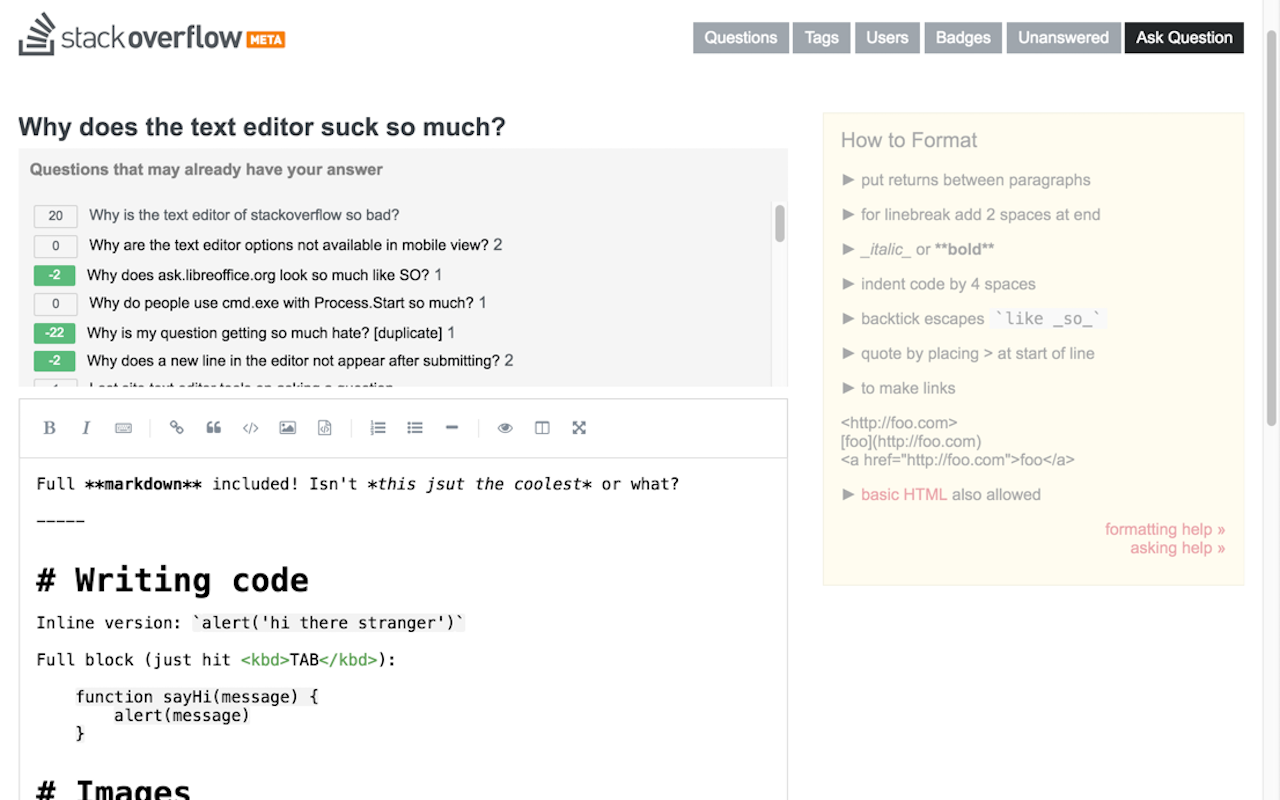 stackoverflow META
Questions Tags Users Badges Unanswered Ask Question
Why does the text editor suck so much?
Questions that may already have your answer
20 Why is the text editor of stackoverflow so bad?
0 Why are the text editor options not available in mobile view? 2
-2 Why does ask.libreoffice.org look so much like SO? 1
0 Why do people use cmd.exe with Process.Start so much? 1
-22 Why is my question getting so much hate? [duplicate] 1
-2 Why does a new line in the editor not appear after submitting? 2
B I
Full **markdown** included! Isn't *this jsut the coolest* or what?
-----
# Writing code
Inline version: `alert('hi there stranger')`
Full block (just hit <kbd>TAB</kbd>):
function sayHi(message) {
alert(message)
}
# Images
How to Format
► put returns between paragraphs
► for linebreak add 2 spaces at end
► _italic_ or **bold**
► indent code by 4 spaces
► backtick escapes `like _so_`
► quote by placing > at start of line
► to make links
<http://foo.com>
[foo](http://foo.com)
<a href="http://foo.com">foo</a>
► basic HTML also allowed
formatting help »
asking help »